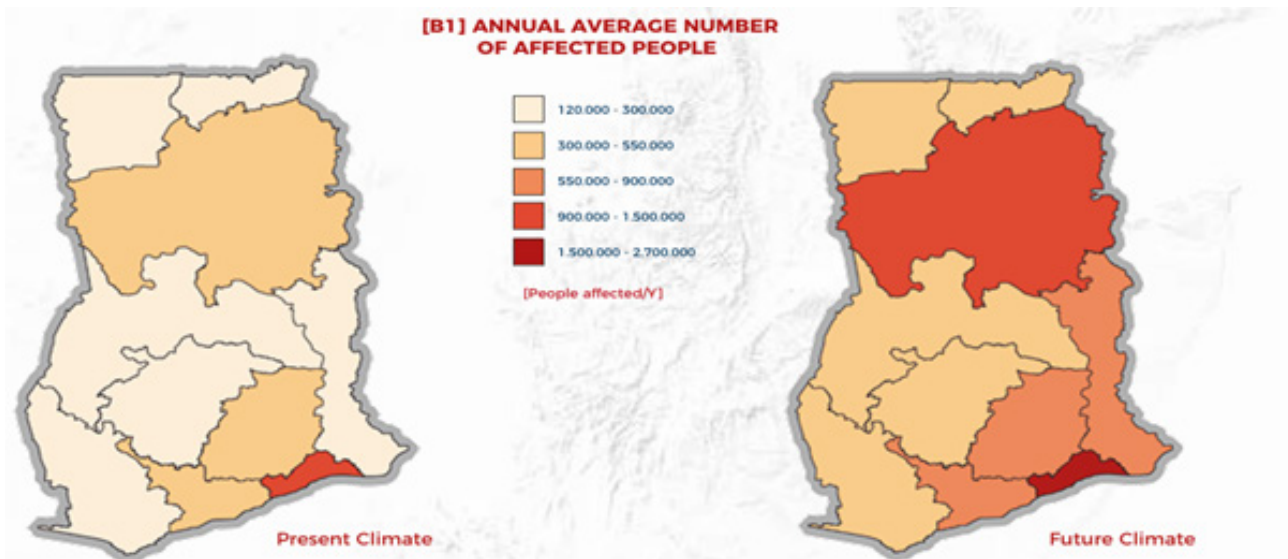 [B1] ANNUAL AVERAGE NUMBER
OF AFFECTED PEOPLE
120.000 - 300.000
300.000 - 550.000
550.000 - 900.000
900.000 - 1.500.000
1.500.000 - 2.700.000
[People affected/Y]
Present Climate
Future Climate